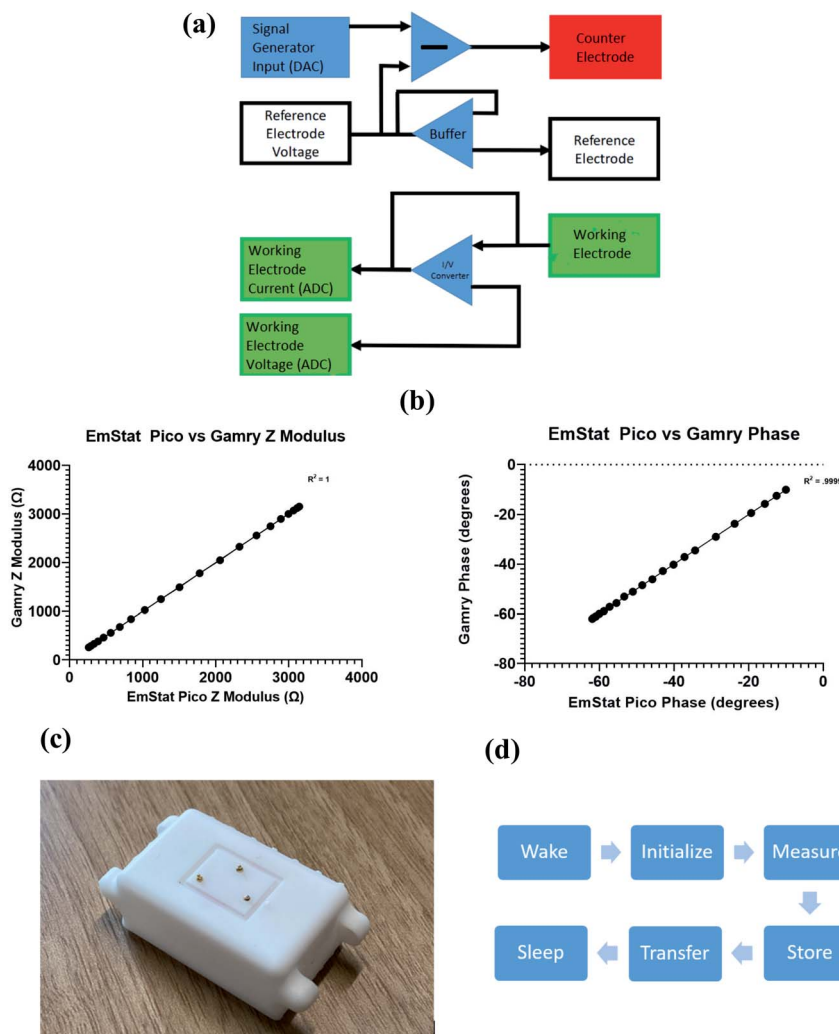 (a)
Signal
Generator
Input (DAC)
Counter
Electrode
Reference
Electrode
Voltage
Buffer
Reference
Electrode
Working
Electrode
Current (ADC)
I/V
Converter
Working
Electrode
Working
Electrode
Voltage (ADC)
(b)
EmStat Pico vs Gamry Z Modulus
Gamry Z Modulus (Ω)
4000
3000
2000
1000
0
R² = 1
0 1000 2000 3000 4000
EmStat Pico Z Modulus (Ω)
EmStat Pico vs Gamry Phase
Gamry Phase (degrees)
0
-20
-40
-60
-80
R² = .9999
-80 -60 -40 -20 0
EmStat Pico Phase (degrees)
(c)
(d)
Wake
Initialize
Measure
Store
Transfer
Sleep